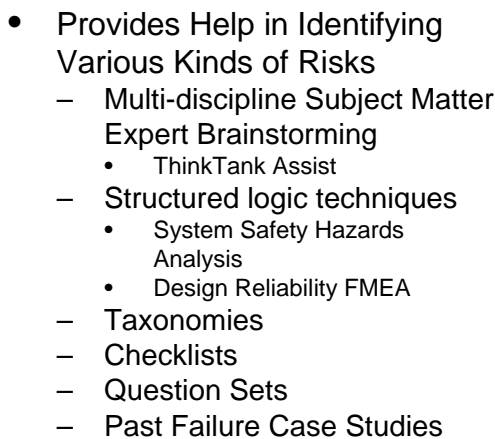 • Provides Help in Identifying
Various Kinds of Risks
– Multi-discipline Subject Matter
Expert Brainstorming
• ThinkTank Assist
– Structured logic techniques
• System Safety Hazards
Analysis
• Design Reliability FMEA
– Taxonomies
– Checklists
– Question Sets
– Past Failure Case Studies